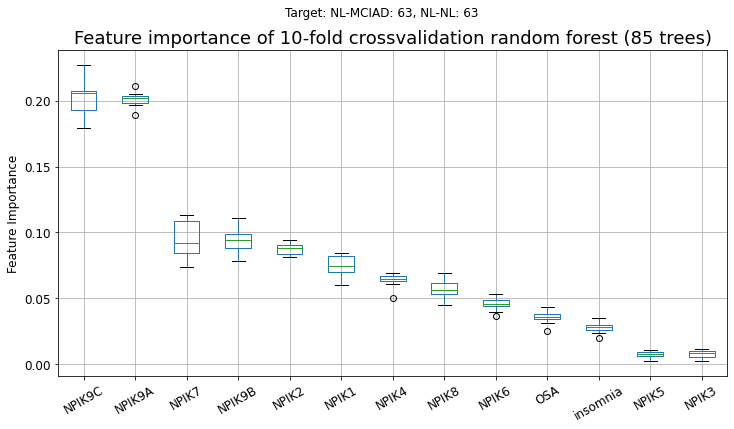 Target: NL-MCIAD: 63, NL-NL: 63
Feature importance of 10-fold crossvalidation random forest (85 trees)
Feature Importance
0.20
0.15
0.10
0.05
0.00
NPIK9C NPIK9A NPIK7 NPIK9B NPIK2 NPIK1 NPIK4 NPIK8 NPIK6 OSA insomnia NPIK5 NPIK3